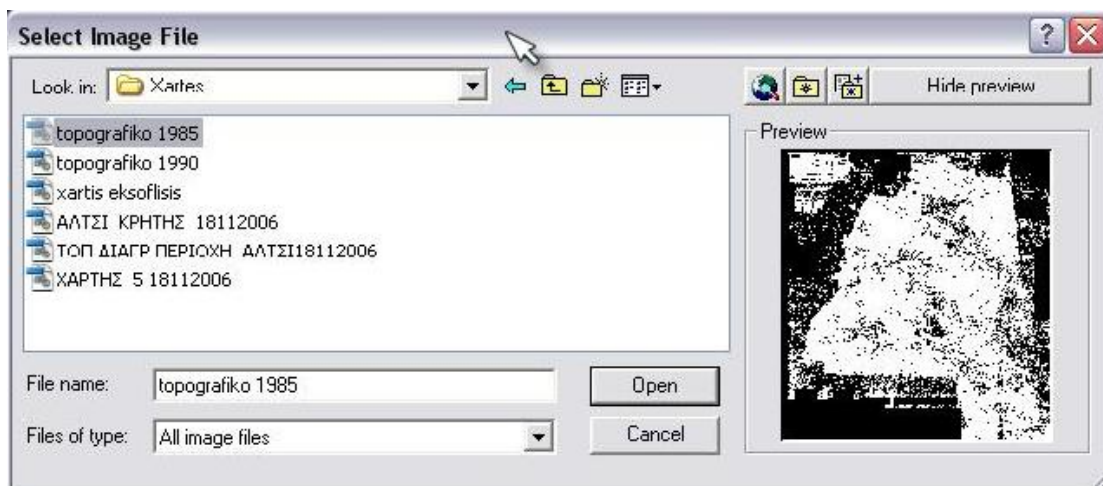 Select Image File
Look in: Xartes
Hide preview
topografiko 1985
topografiko 1990
xartis eksoflisis
ΑΛΤΣΙ ΚΡΗΤΗΣ 18112006
ΤΟΠ ΔΙΑΓΡ ΠΕΡΙΟΧΗ ΑΛΤΣΙ18112006
ΧΑΡΤΗΣ 5 18112006
Preview
File name: topografiko 1985
Open
Files of type: All image files
Cancel